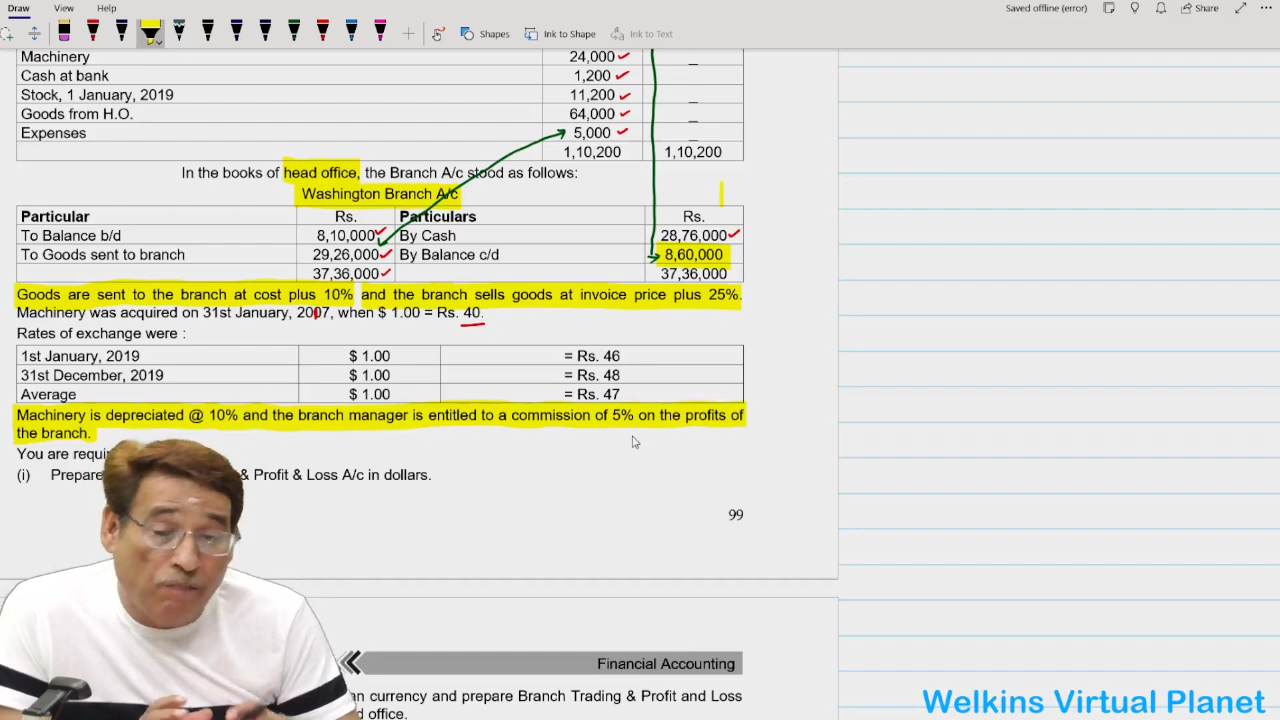 Draw View Help Saved offline (error) Share
Shapes Ink to Shape Ink to Text
Machinery 24,000 _
Cash at bank 1,200
Stock, 1 January, 2019 11,200 _
Goods from H.O. 64,000 _
Expenses 5,000 _
1,10,200 1,10,200
In the books of head office, the Branch A/c stood as follows:
Washington Branch A/c
Particular Rs. Particulars Rs.
To Balance b/d 8,10,000 By Cash 28,76,000
To Goods sent to branch 29,26,000 By Balance c/d 8,60,000
37,36,000 37,36,000
Goods are sent to the branch at cost plus 10% and the branch sells goods at invoice price plus 25%.
Machinery was acquired on 31st January, 2007, when $ 1.00 = Rs. 40.
Rates of exchange were :
1st January, 2019 $ 1.00 = Rs. 46
31st December, 2019 $ 1.00 = Rs. 48
Average $ 1.00 = Rs. 47
Machinery is depreciated @ 10% and the branch manager is entitled to a commission of 5% on the profits of
the branch.
You are
(i) Prepare & Profit & Loss A/c in dollars.
99
Financial Accounting
currency and prepare Branch Trading & Profit and Loss
office.
Welkins Virtual Planet